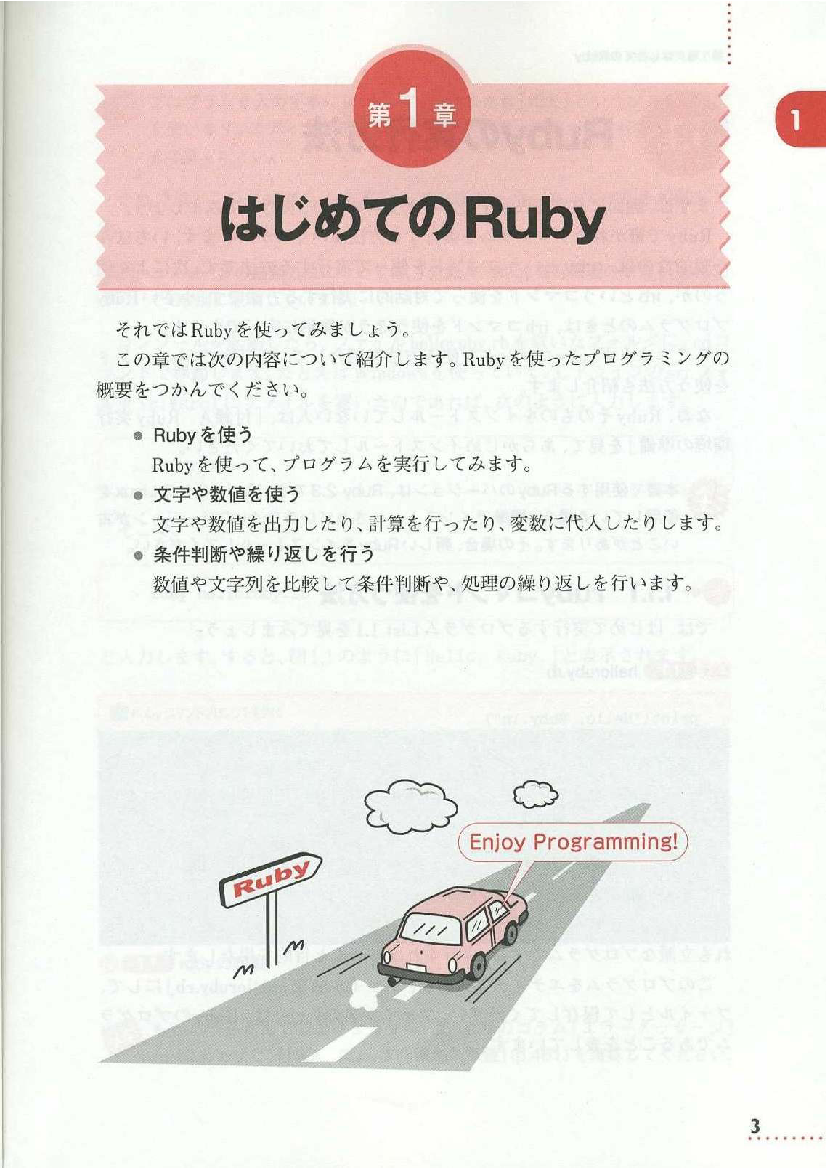 第1章
1
はじめてのRuby
それではRubyを使ってみましょう。
この章では次の内容について紹介します。Rubyを使ったプログラミングの
概要をつかんでください。
● Rubyを使う
Rubyを使って、プログラムを実行してみます。
● 文字や数値を使う
文字や数値を出力したり、計算を行ったり、変数に代入したりします。
● 条件判断や繰り返しを行う
数値や文字列を比較して条件判断や、処理の繰り返しを行います。
Enjoy Programming!
Ruby
3